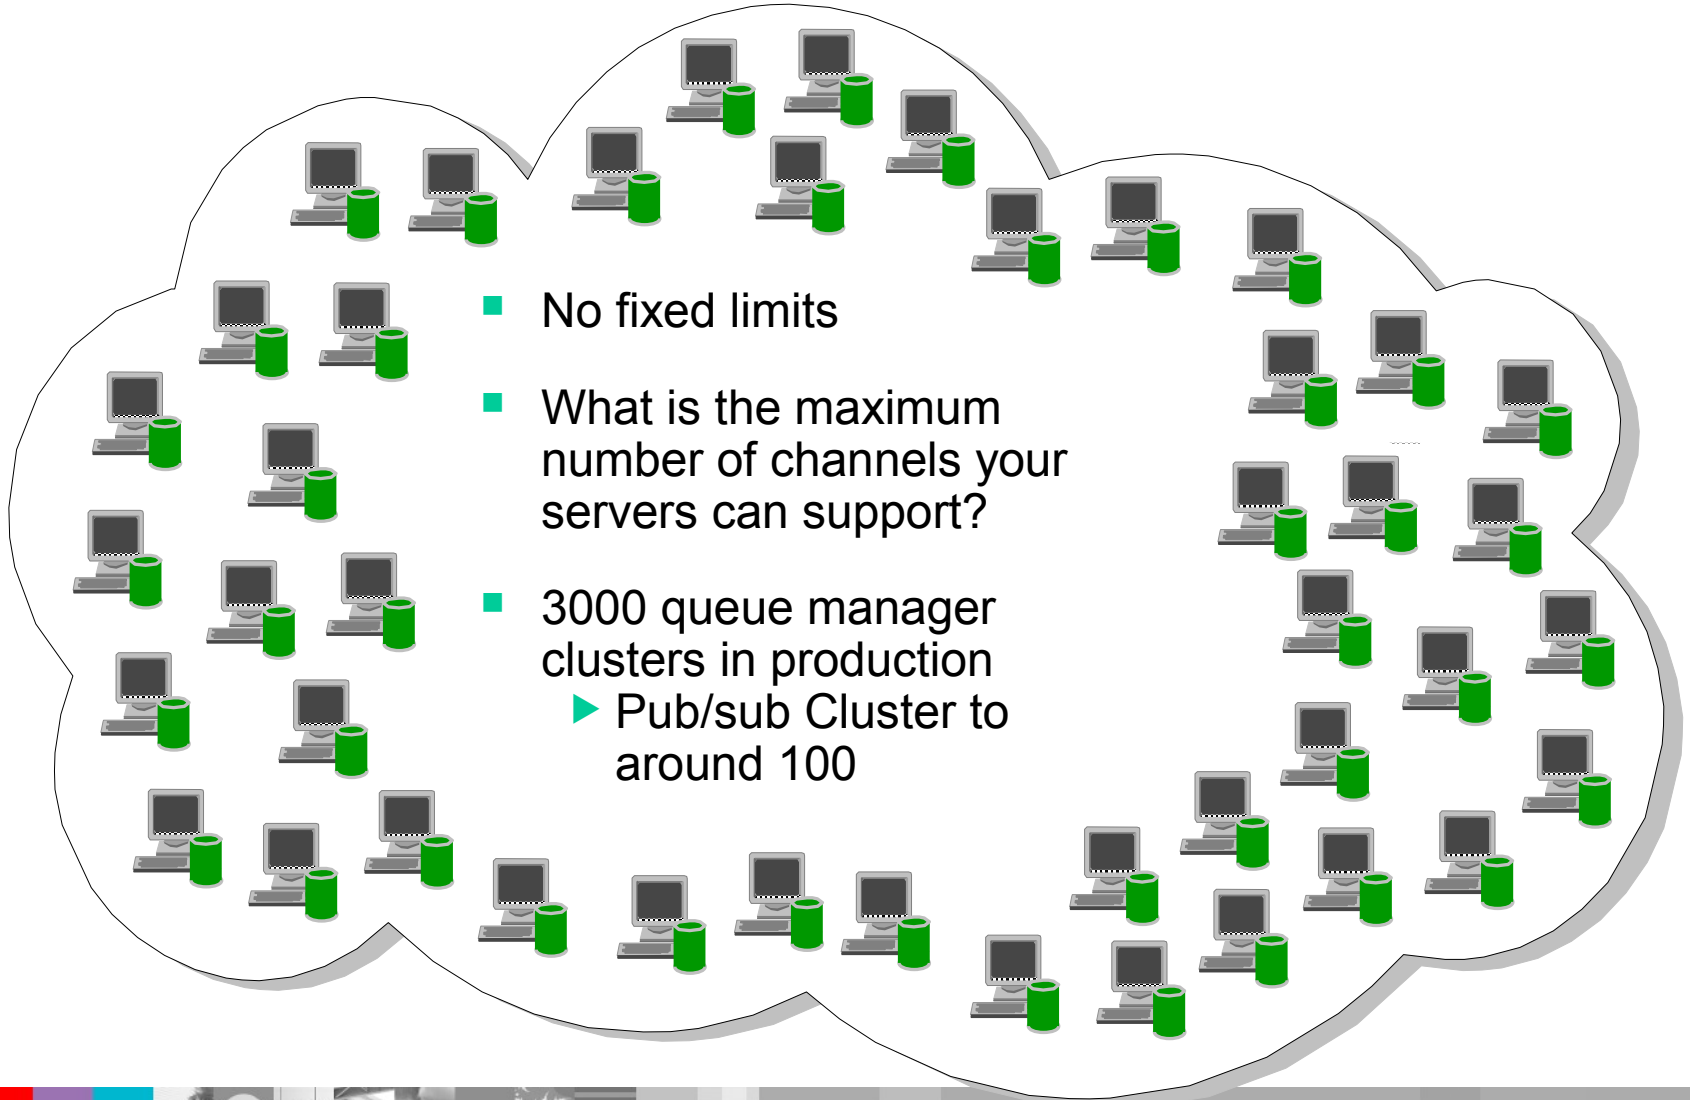 No fixed limits
What is the maximum
number of channels your
servers can support?
3000 queue manager
clusters in production
Pub/sub Cluster to
around 100